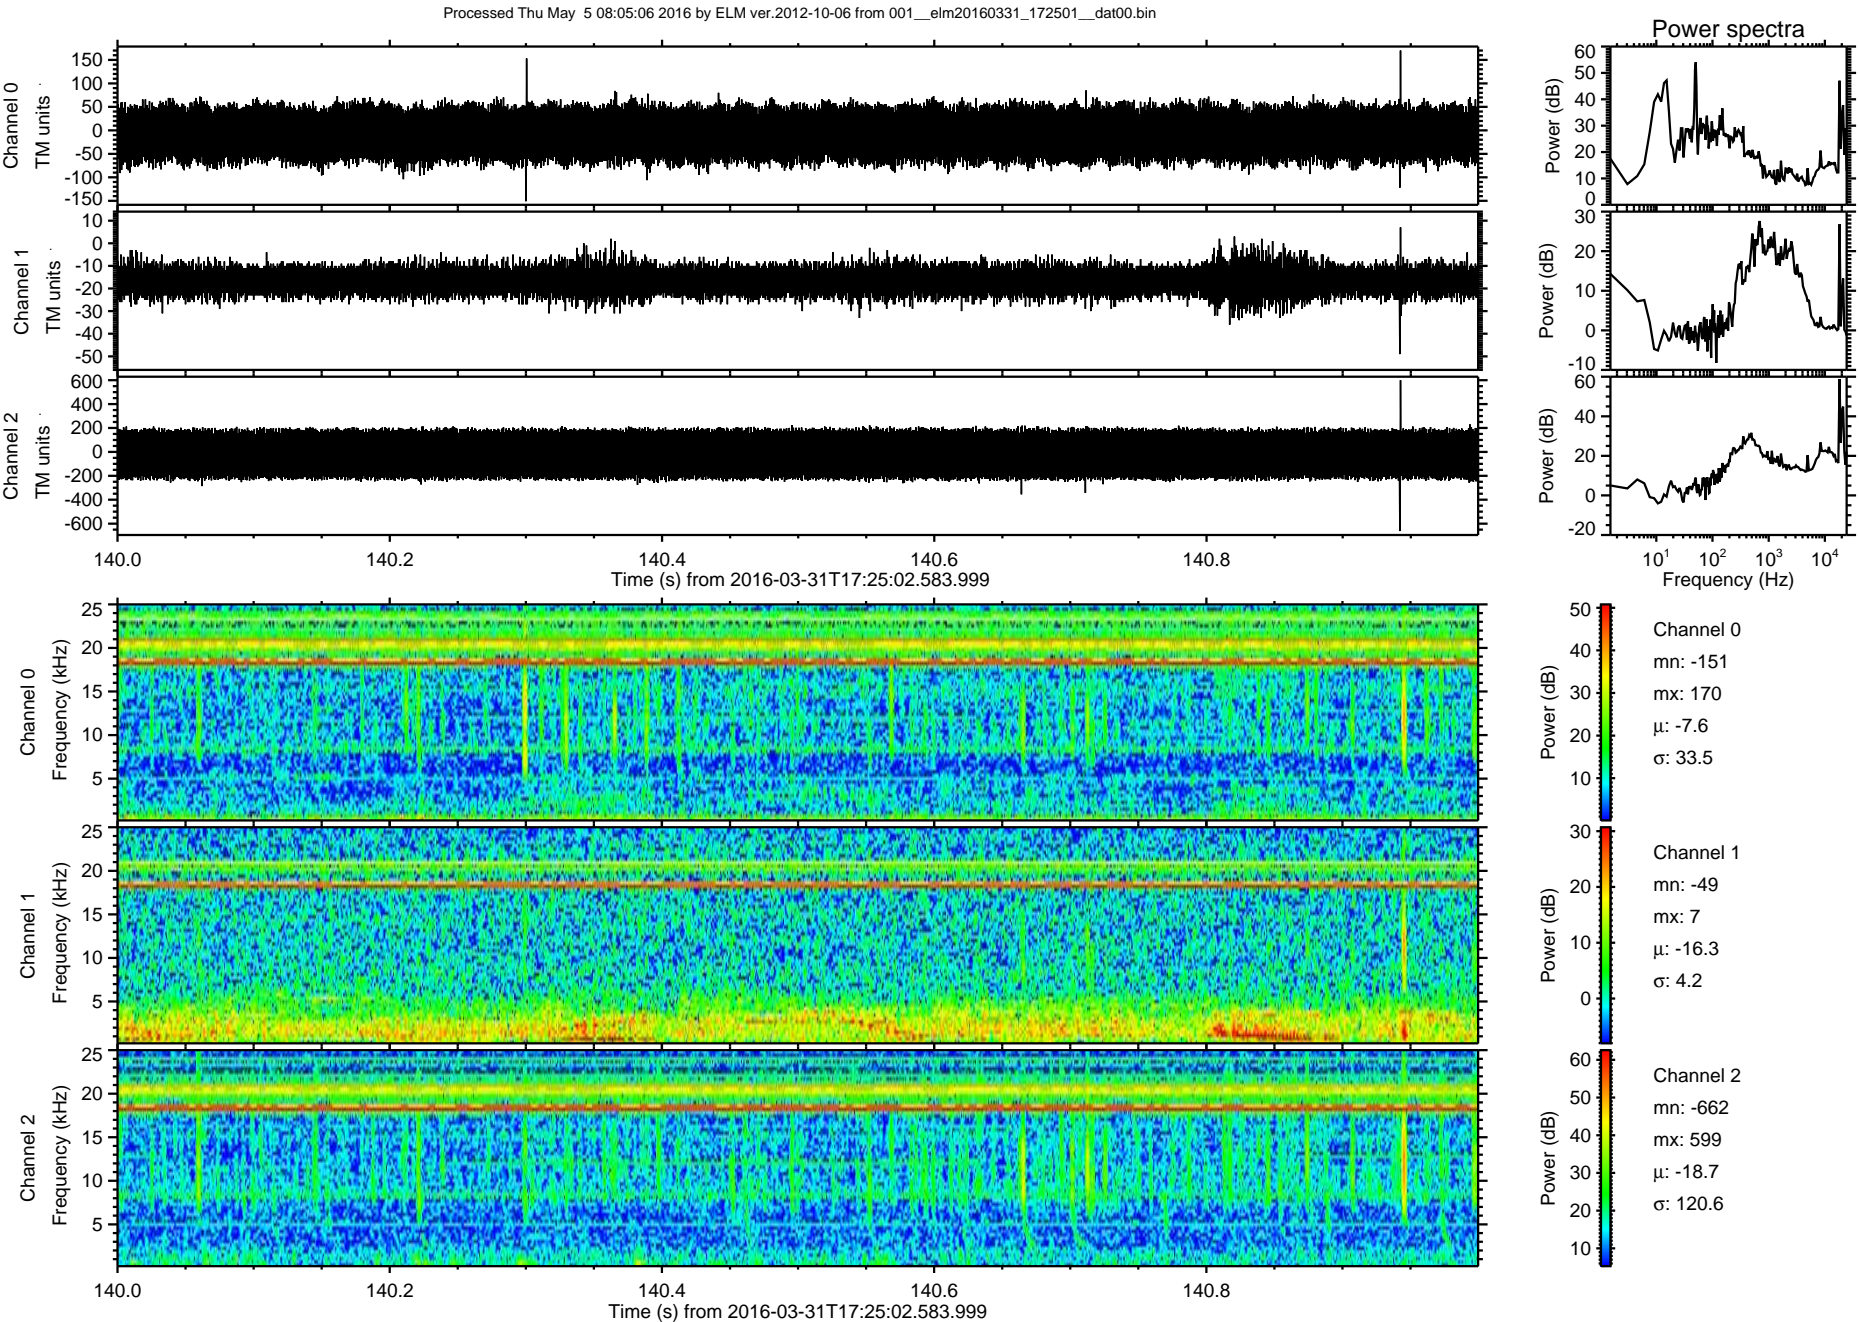 Processed Thu May  5 08:05:06 2016 by ELM ver.2012-10-06 from 001__elm20160331_172501__dat00.bin
Power spectra
Channel 0
TM units
150
100
50
0
-50
-100
-150
Power (dB)
60
50
40
30
20
10
0
Channel 1
TM units
10
0
-10
-20
-30
-40
-50
Power (dB)
30
20
10
0
-10
Channel 2
TM units
600
400
200
0
-200
-400
-600
Power (dB)
60
40
20
0
-20
140.0 140.2 140.4 140.6 140.8
Time (s) from 2016-03-31T17:25:02.583.999
10¹ 10² 10³ 10⁴
Frequency (Hz)
Channel 0
Frequency (kHz)
25
20
15
10
5
Power (dB)
50
40
30
20
10
Channel 0
mn: -151
mx: 170
μ: -7.6
σ: 33.5
Channel 1
Frequency (kHz)
25
20
15
10
5
Power (dB)
30
20
10
0
Channel 1
mn: -49
mx: 7
μ: -16.3
σ: 4.2
Channel 2
Frequency (kHz)
25
20
15
10
5
Power (dB)
60
50
40
30
20
10
Channel 2
mn: -662
mx: 599
μ: -18.7
σ: 120.6
140.0 140.2 140.4 140.6 140.8
Time (s) from 2016-03-31T17:25:02.583.999